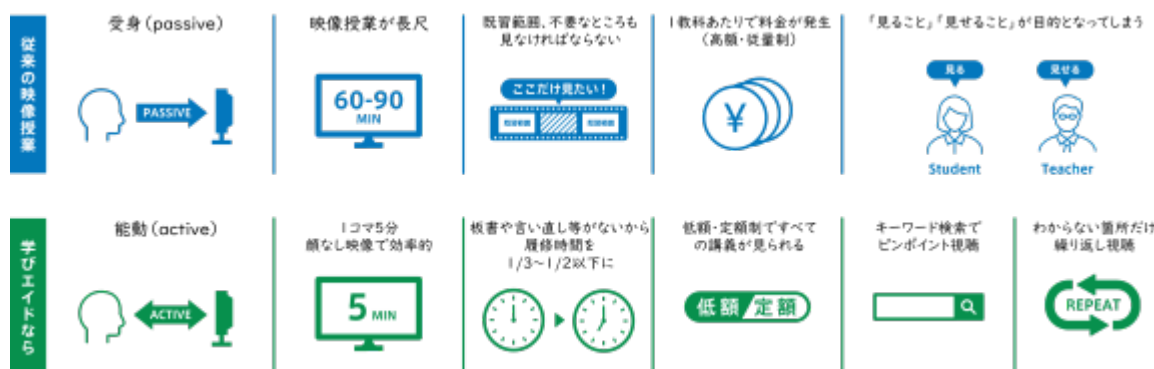 従来の映像授業
受身(passive)
PASSIVE
映像授業が長尺
60-90
MIN
既習範囲、不要なところも
見なければならない
ここだけ見たい!
1教科あたりで料金が発生
(高額・従量制)
¥
「見ること」「見せること」が目的となってしまう
見る
見せる
Student
Teacher
学びエイドなら
能動(active)
ACTIVE
1コマ5分
顔なし映像で効率的
5 MIN
板書や言い直し等がないから
履修時間を
1/3~1/2以下に
低額・定額制ですべて
の講義が見られる
低額/定額
キーワード検索で
ピンポイント視聴
わからない箇所だけ
繰り返し視聴
REPEAT